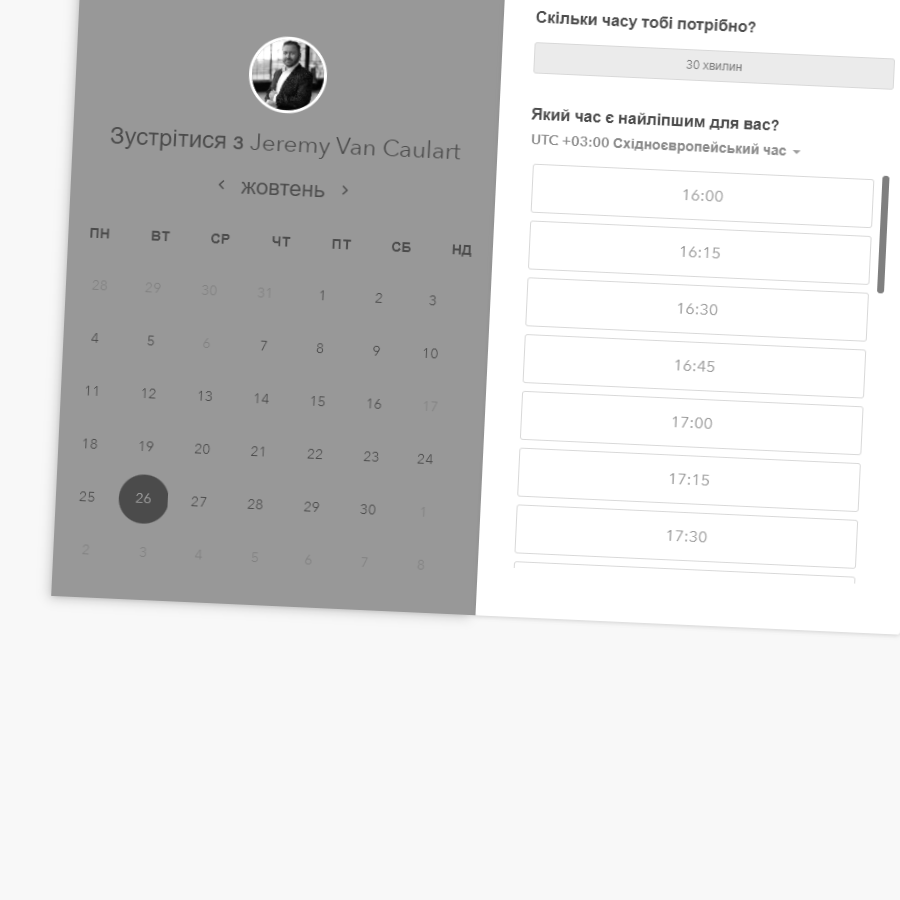 Зустрітися з Jeremy Van Caulart
жовтень
ПН ВТ СР ЧТ ПТ СБ НД
28 29 30 31 1 2 3
4 5 6 7 8 9 10
11 12 13 14 15 16 17
18 19 20 21 22 23 24
25 26 27 28 29 30 1
2 3 4 5 6 7 8
Скільки часу тобі потрібно?
30 хвилин
Який час є найліпшим для вас?
UTC +03:00 Східноєвропейський час
16:00
16:15
16:30
16:45
17:00
17:15
17:30